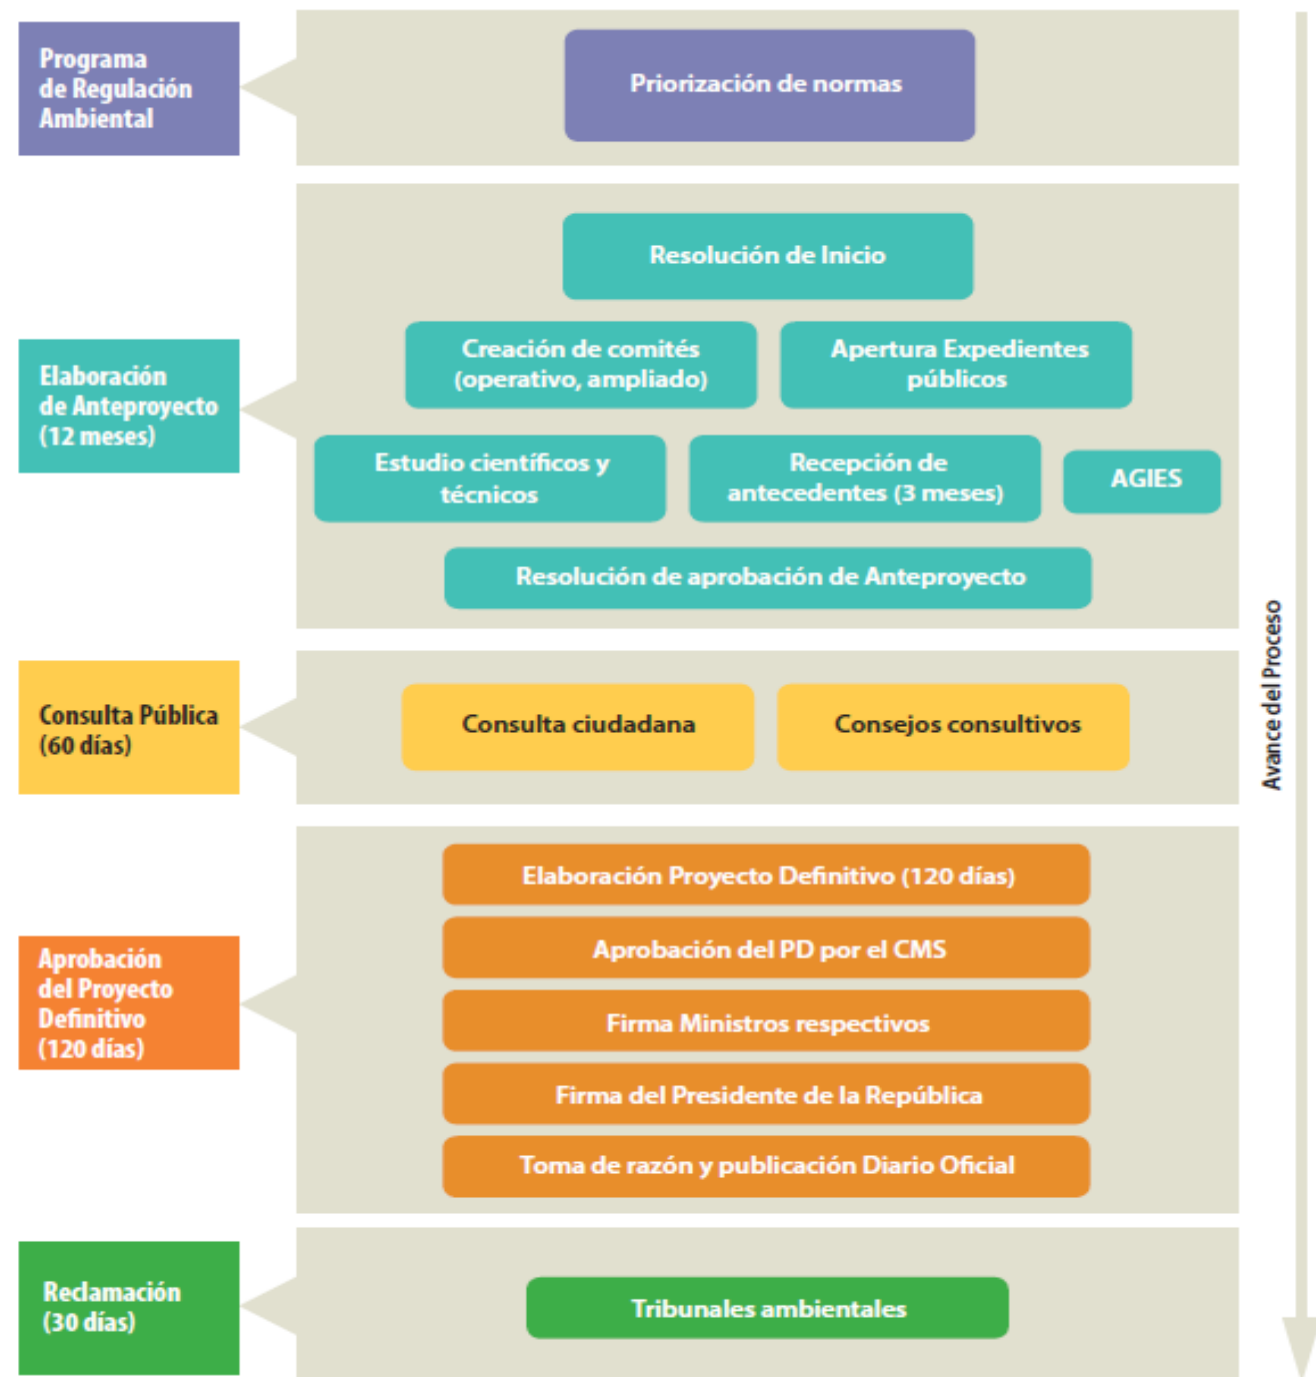 Programa
de Regulación
Ambiental
Priorización de normas
Elaboración
de Anteproyecto
(12 meses)
Resolución de Inicio
Creación de comités
(operativo, ampliado)
Apertura Expedientes
públicos
Estudio científicos y
técnicos
Recepción de
antecedentes (3 meses)
AGIES
Resolución de aprobación de Anteproyecto
Consulta Pública
(60 días)
Consulta ciudadana
Consejos consultivos
Aprobación
del Proyecto
Definitivo
(120 días)
Elaboración Proyecto Definitivo (120 días)
Aprobación del PD por el CMS
Firma Ministros respectivos
Firma del Presidente de la República
Toma de razón y publicación Diario Oficial
Reclamación
(30 días)
Tribunales ambientales
Avance del Proceso